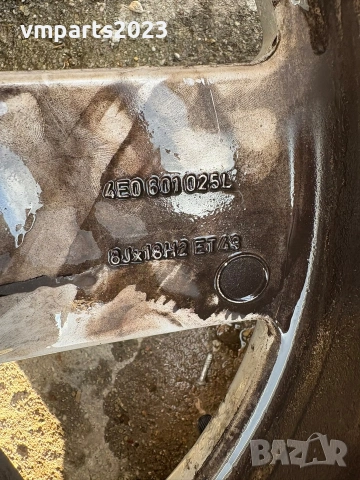 vmparts2023
4E0 601 025L
8Jx18H2 ET43
BAZAR